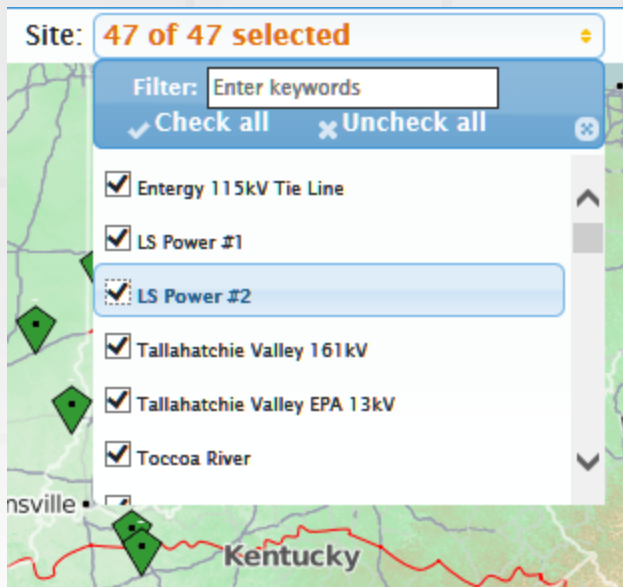 Site: 47 of 47 selected
Filter: Enter keywords
Check all Uncheck all
Entergy 115kV Tie Line
LS Power #1
LS Power #2
Tallahatchie Valley 161kV
Tallahatchie Valley EPA 13kV
Toccoa River
nsville
Kentucky